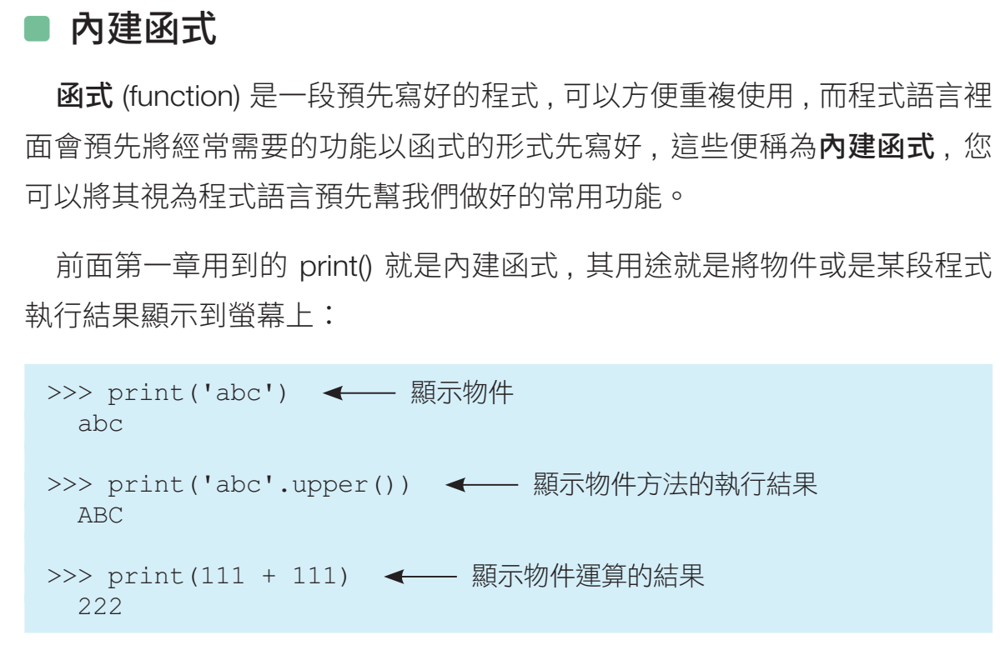 內建函式
函式 (function) 是一段預先寫好的程式 , 可以方便重複使用 , 而程式語言裡
面會預先將經常需要的功能以函式的形式先寫好 , 這些便稱為內建函式 , 您
可以將其視為程式語言預先幫我們做好的常用功能。
前面第一章用到的 print() 就是內建函式 , 其用途就是將物件或是某段程式
執行結果顯示到螢幕上：
>>> print('abc') ← 顯示物件
abc
>>> print('abc'.upper()) ← 顯示物件方法的執行結果
ABC
>>> print(111 + 111) ← 顯示物件運算的結果
222